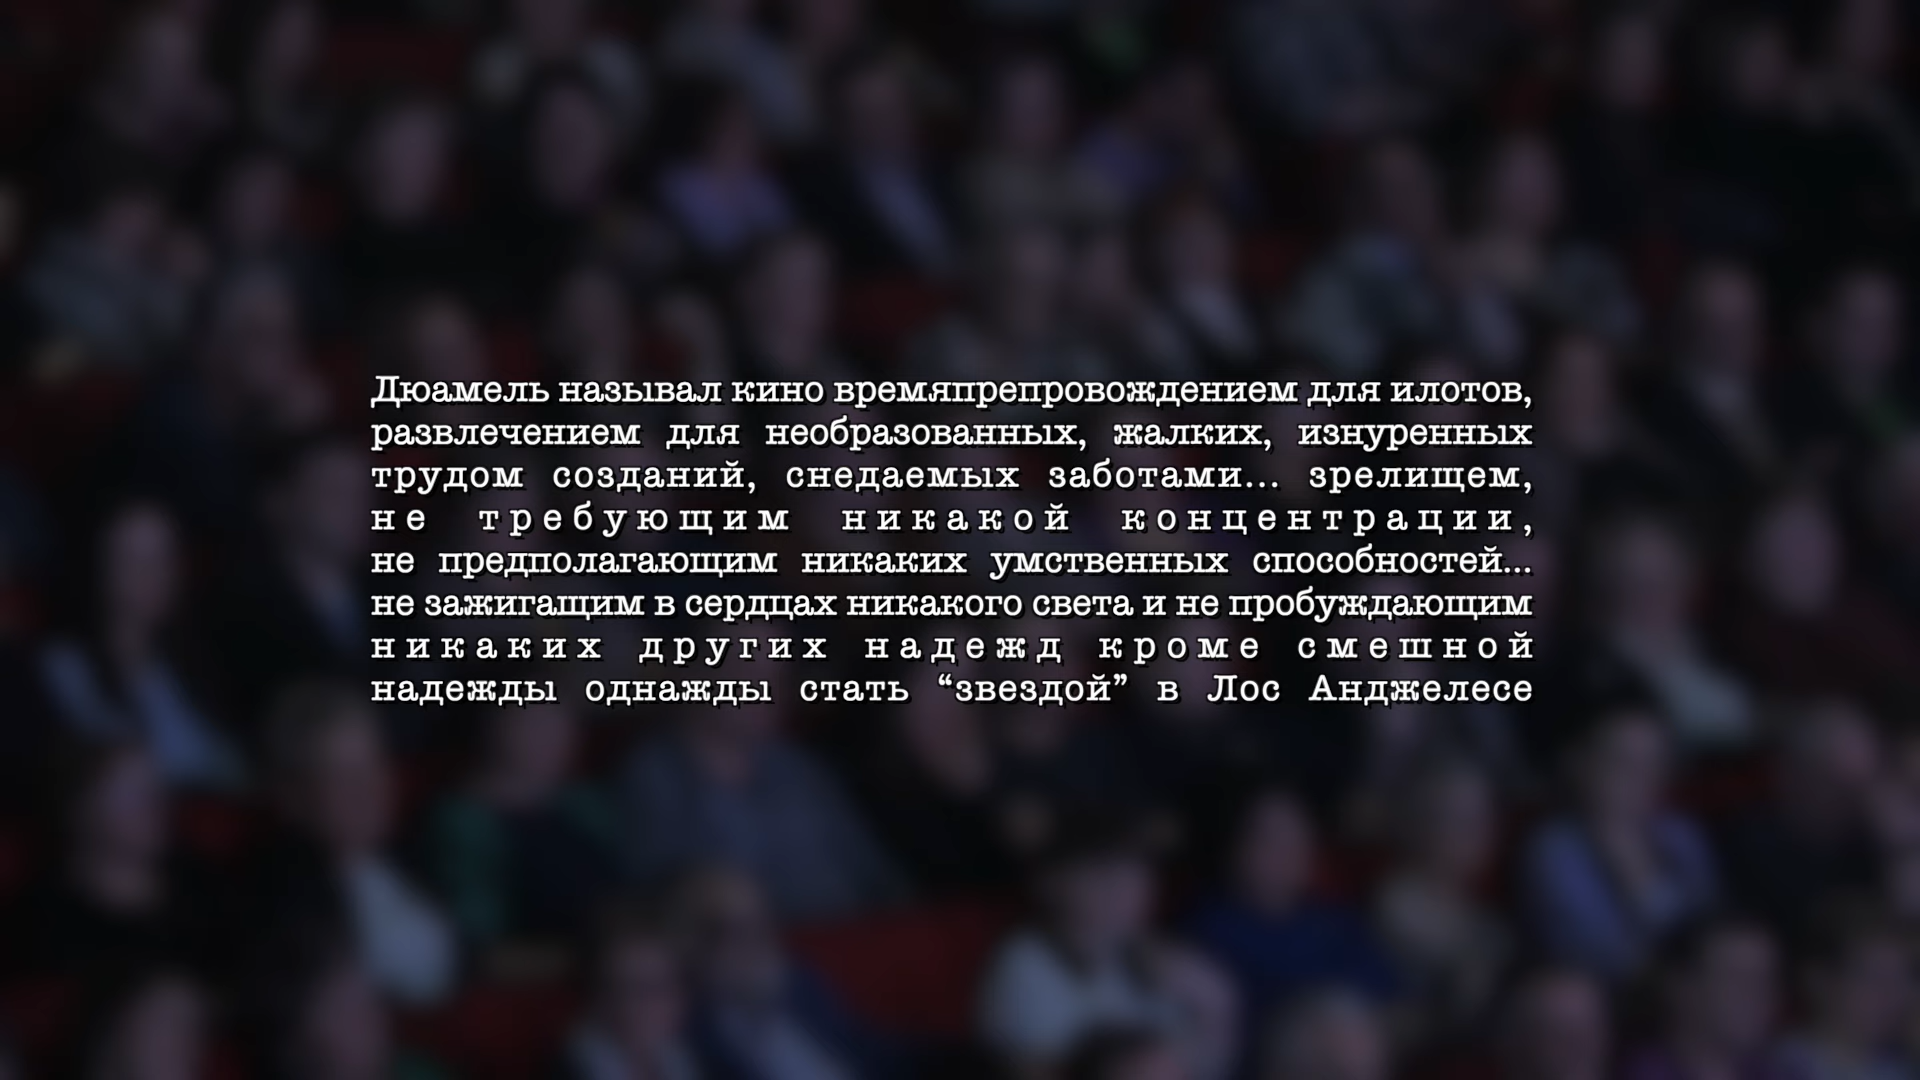 Дюамель называл кино времяпрепровождением для илотов,
развлечением для необразованных, жалких, изнуренных
трудом созданий, снедаемых заботами... зрелищем,
не требующим никакой концентрации,
не предполагающим никаких умственных способностей...
не зажигащим в сердцах никакого света и не пробуждающим
никаких других надежд кроме смешной
надежды однажды стать “звездой” в Лос Анджелесе